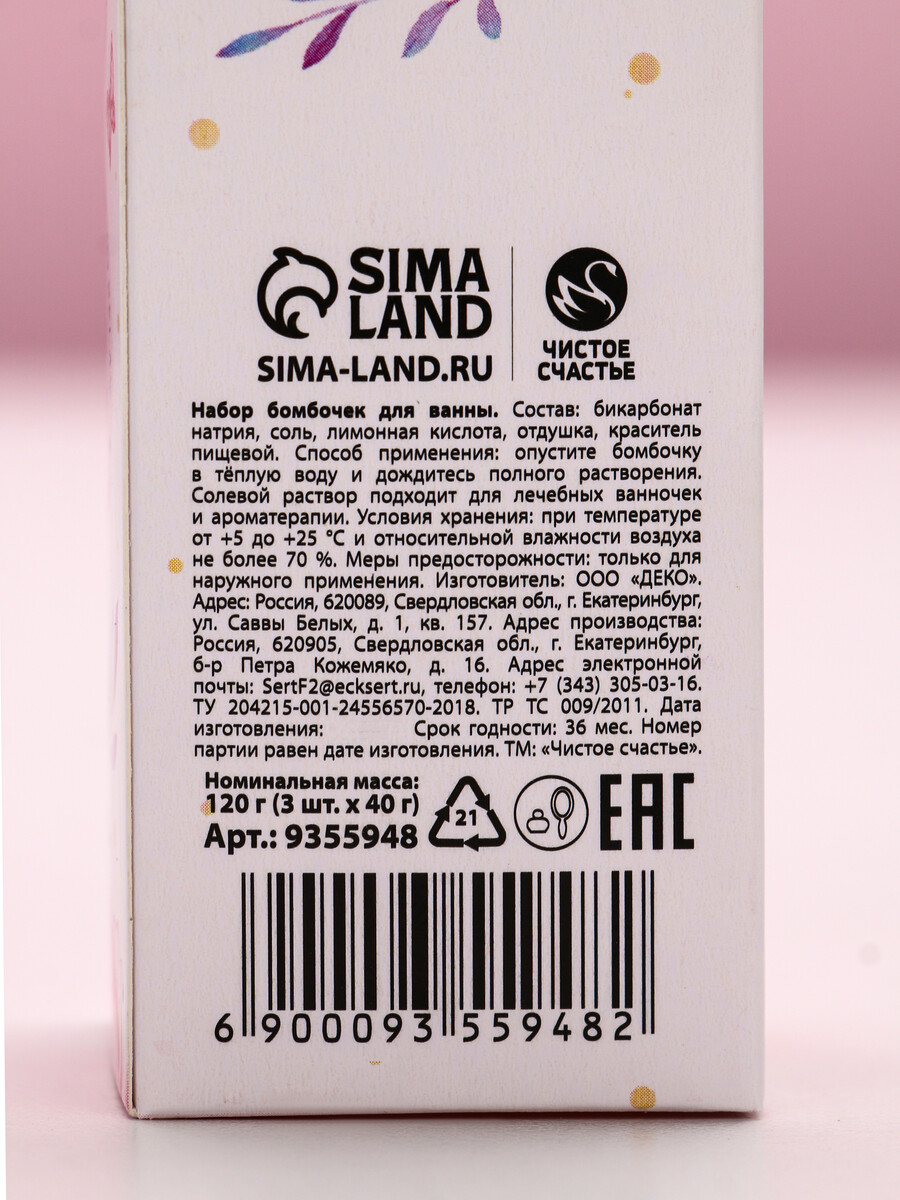 SIMA
LAND
SIMA-LAND.RU
ЧИСТОЕ
СЧАСТЬЕ
Набор бомбочек для ванны. Состав: бикарбонат
натрия, соль, лимонная кислота, отдушка, краситель
пищевой. Способ применения: опустите бомбочку
в тёплую воду и дождитесь полного растворения.
Солевой раствор подходит для лечебных ванночек
и ароматерапии. Условия хранения: при температуре
от +5 до +25 °С и относительной влажности воздуха
не более 70 %. Меры предосторожности: только для
наружного применения. Изготовитель: ООО «ДЕКО».
Адрес: Россия, 620089, Свердловская обл., г. Екатеринбург,
ул. Саввы Белых, д. 1, кв. 157. Адрес производства:
Россия, 620905, Свердловская обл., г. Екатеринбург,
б-р Петра Кожемяко, д. 16. Адрес электронной
почты: SertF2@ecksert.ru, телефон: +7 (343) 305-03-16.
ТУ 204215-001-24556570-2018. ТР ТС 009/2011. Дата
изготовления: Срок годности: 36 мес. Номер
партии равен дате изготовления. ТМ: «Чистое счастье».
Номинальная масса:
120 г (3 шт. х 40 г)
Арт.: 9355948
21
ЕАС
6 900093 559482